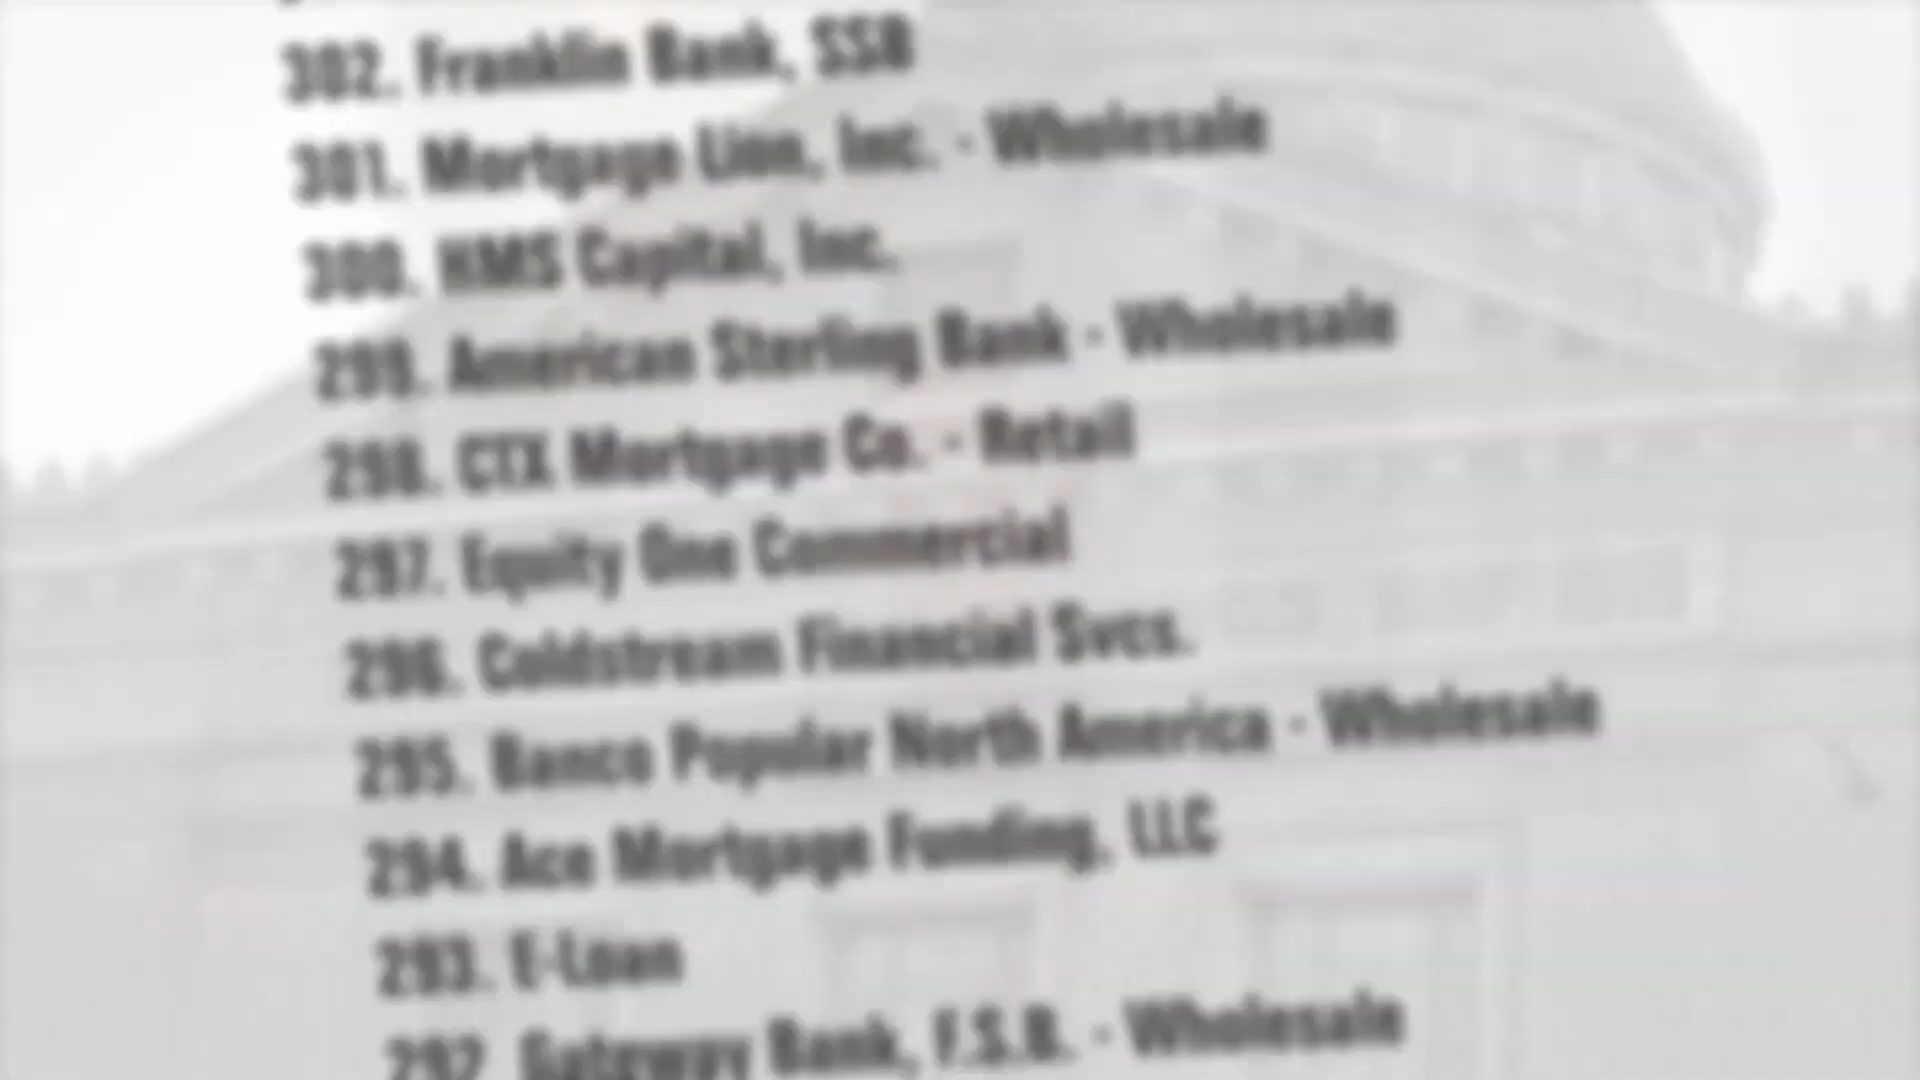 302. Franklin Bank, SSB
301. Mortgage Lion, Inc. - Wholesale
300. HMS Capital, Inc.
299. American Sterling Bank - Wholesale
298. CTX Mortgage Co. - Retail
297. Equity One Commercial
296. Coldstream Financial Svcs.
295. Banco Popular North America - Wholesale
294. Ace Mortgage Funding, LLC
293. E-Loan
292. Gateway Bank, F.S.B. - Wholesale